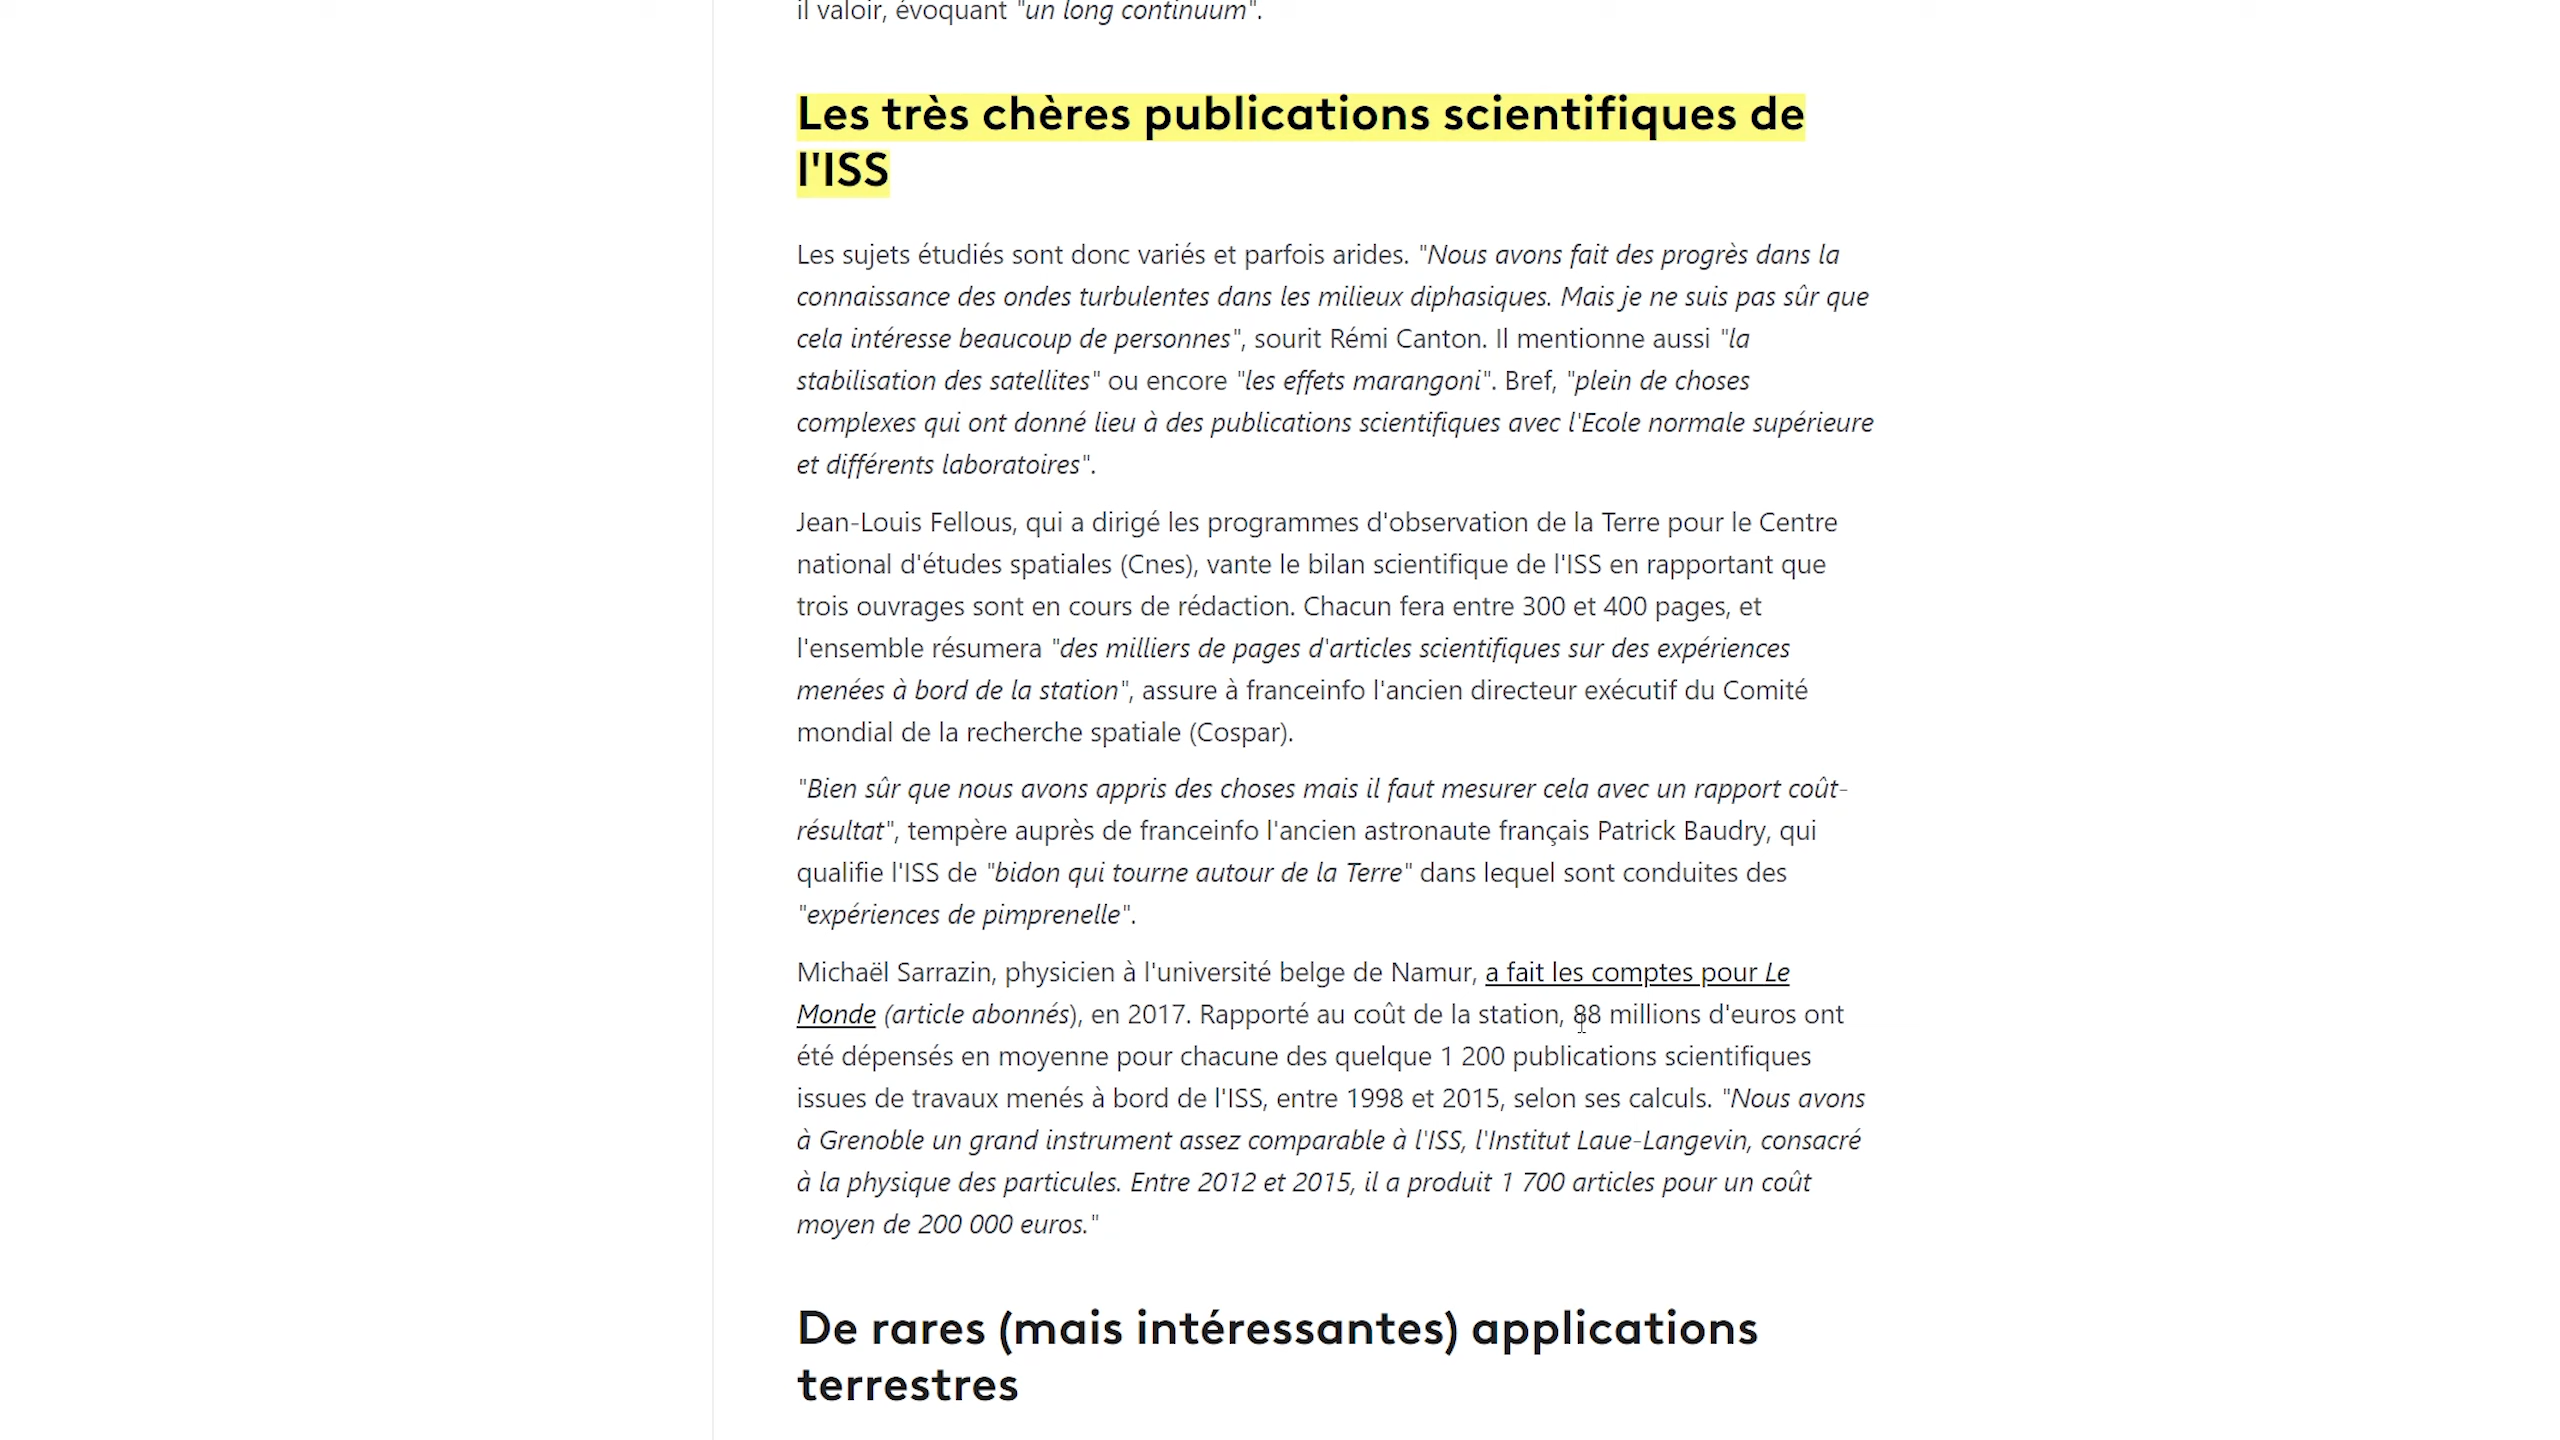 il valoir, évoquant "un long continuum".
Les très chères publications scientifiques de
l'ISS
Les sujets étudiés sont donc variés et parfois arides. "Nous avons fait des progrès dans la
connaissance des ondes turbulentes dans les milieux diphasiques. Mais je ne suis pas sûr que
cela intéresse beaucoup de personnes", sourit Rémi Canton. Il mentionne aussi "la
stabilisation des satellites" ou encore "les effets marangoni". Bref, "plein de choses
complexes qui ont donné lieu à des publications scientifiques avec l'Ecole normale supérieure
et différents laboratoires".
Jean-Louis Fellous, qui a dirigé les programmes d'observation de la Terre pour le Centre
national d'études spatiales (Cnes), vante le bilan scientifique de l'ISS en rapportant que
trois ouvrages sont en cours de rédaction. Chacun fera entre 300 et 400 pages, et
l'ensemble résumera "des milliers de pages d'articles scientifiques sur des expériences
menées à bord de la station", assure à franceinfo l'ancien directeur exécutif du Comité
mondial de la recherche spatiale (Cospar).
"Bien sûr que nous avons appris des choses mais il faut mesurer cela avec un rapport coût-
résultat", tempère auprès de franceinfo l'ancien astronaute français Patrick Baudry, qui
qualifie l'ISS de "bidon qui tourne autour de la Terre" dans lequel sont conduites des
"expériences de pimprenelle".
Michaël Sarrazin, physicien à l'université belge de Namur, a fait les comptes pour Le
Monde (article abonnés), en 2017. Rapporté au coût de la station, 88 millions d'euros ont
été dépensés en moyenne pour chacune des quelque 1 200 publications scientifiques
issues de travaux menés à bord de l'ISS, entre 1998 et 2015, selon ses calculs. "Nous avons
à Grenoble un grand instrument assez comparable à l'ISS, l'Institut Laue-Langevin, consacré
à la physique des particules. Entre 2012 et 2015, il a produit 1 700 articles pour un coût
moyen de 200 000 euros."
De rares (mais intéressantes) applications
terrestres